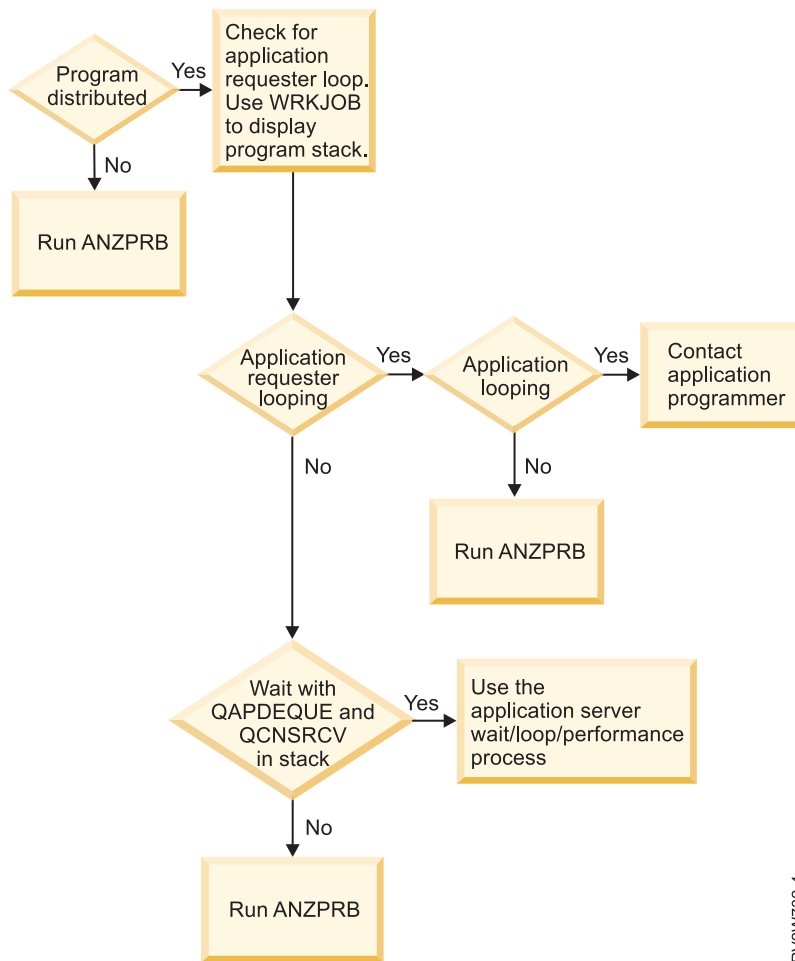 Program
distributed
Yes
Check for
application
requester loop.
Use WRKJOB
to display
program stack.
No
Run ANZPRB
Application
requester
looping
Yes
Application
looping
Yes
Contact
application
programmer
No
No
Run ANZPRB
Wait with
QAPDEQUE and
QCNSRCV
in stack
Yes
Use the
application server
wait/loop/performance
process
No
Run ANZPRB